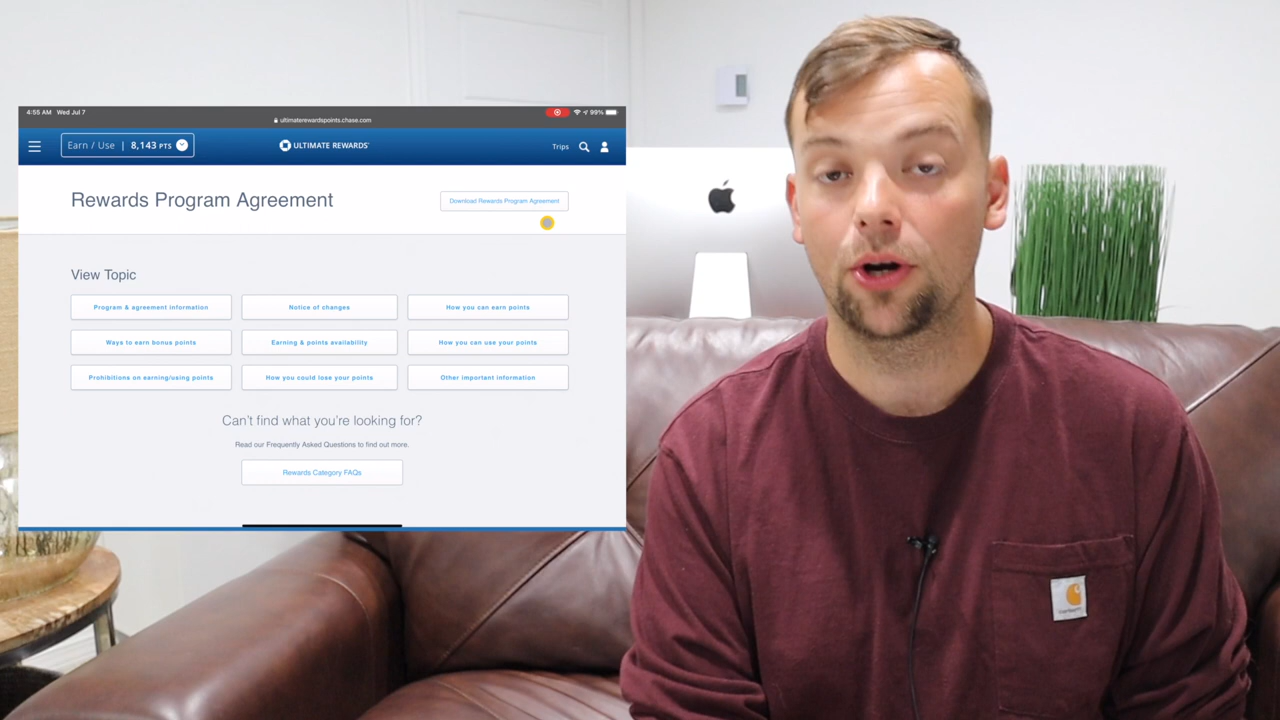 4:55 AM Wed Jul 7 99%
ultimaterewardspoints.chase.com
Earn / Use | 8,143 PTS ULTIMATE REWARDS® Trips
Rewards Program Agreement Download Rewards Program Agreement
View Topic
Program & agreement information Notice of changes How you can earn points
Ways to earn bonus points Earning & points availability How you can use your points
Prohibitions on earning/using points How you could lose your points Other important information
Can't find what you're looking for?
Read our Frequently Asked Questions to find out more.
Rewards Category FAQs